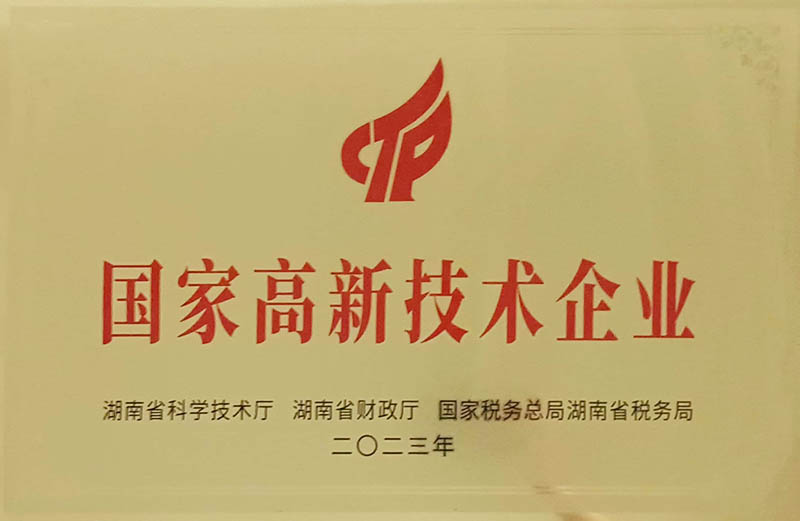 CTP
国家高新技术企业
湖南省科学技术厅 湖南省财政厅 国家税务总局湖南省税务局
二〇二三年